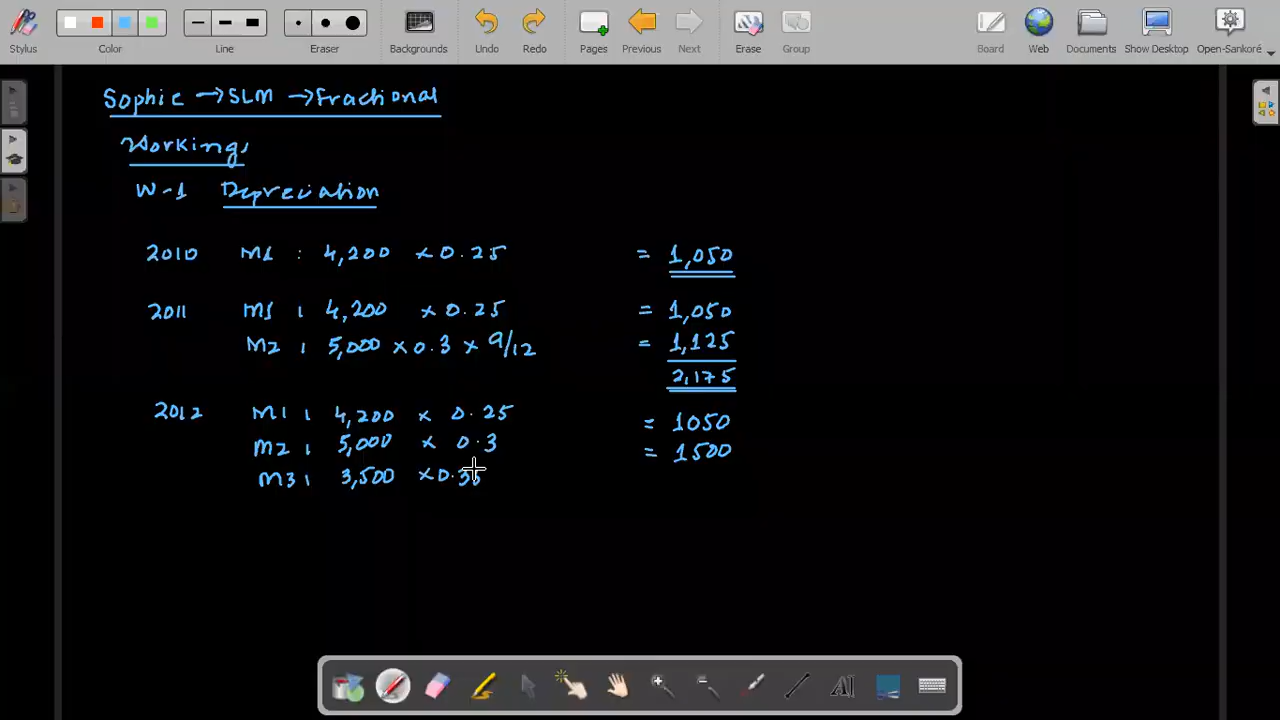 Stylus Color Line Eraser Backgrounds Undo Redo Pages Previous Next Erase Group Board Web Documents Show Desktop Open-Sankoré
Sophie → SLM → Fractional
Workings
W-1 Depreciation
2010 M1 : 4,200 × 0.25 = 1,050
2011 M1 : 4,200 × 0.25 = 1,050
M2 : 5,000 × 0.3 × 9/12 = 1,125
2,175
2012 M1 : 4,200 × 0.25 = 1050
M2 : 5,000 × 0.3 = 1500
M3 : 3,500 × 0.35